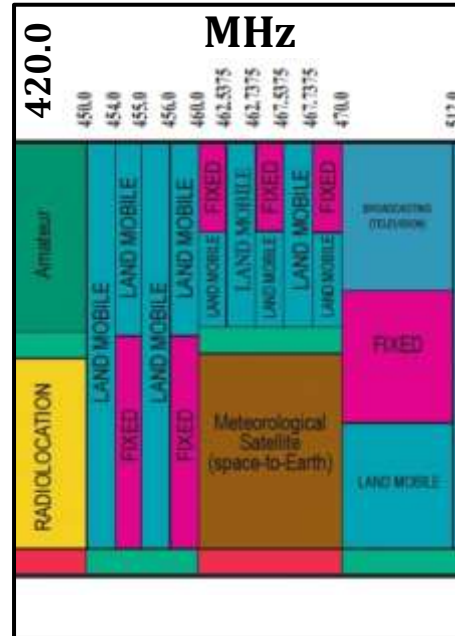 420.0
MHz
450.0
454.0
455.0
456.0
460.0
462.5375
462.7375
467.5375
467.7375
470.0
512.0
Amateur
RADIOLOCATION
LAND MOBILE
LAND MOBILE
FIXED
LAND MOBILE
LAND MOBILE
FIXED
FIXED
LAND MOBILE
LAND MOBILE
FIXED
LAND MOBILE
LAND MOBILE
FIXED
LAND MOBILE
Meteorological
Satellite
(space-to-Earth)
BROADCASTING
(TELEVISION)
FIXED
LAND MOBILE